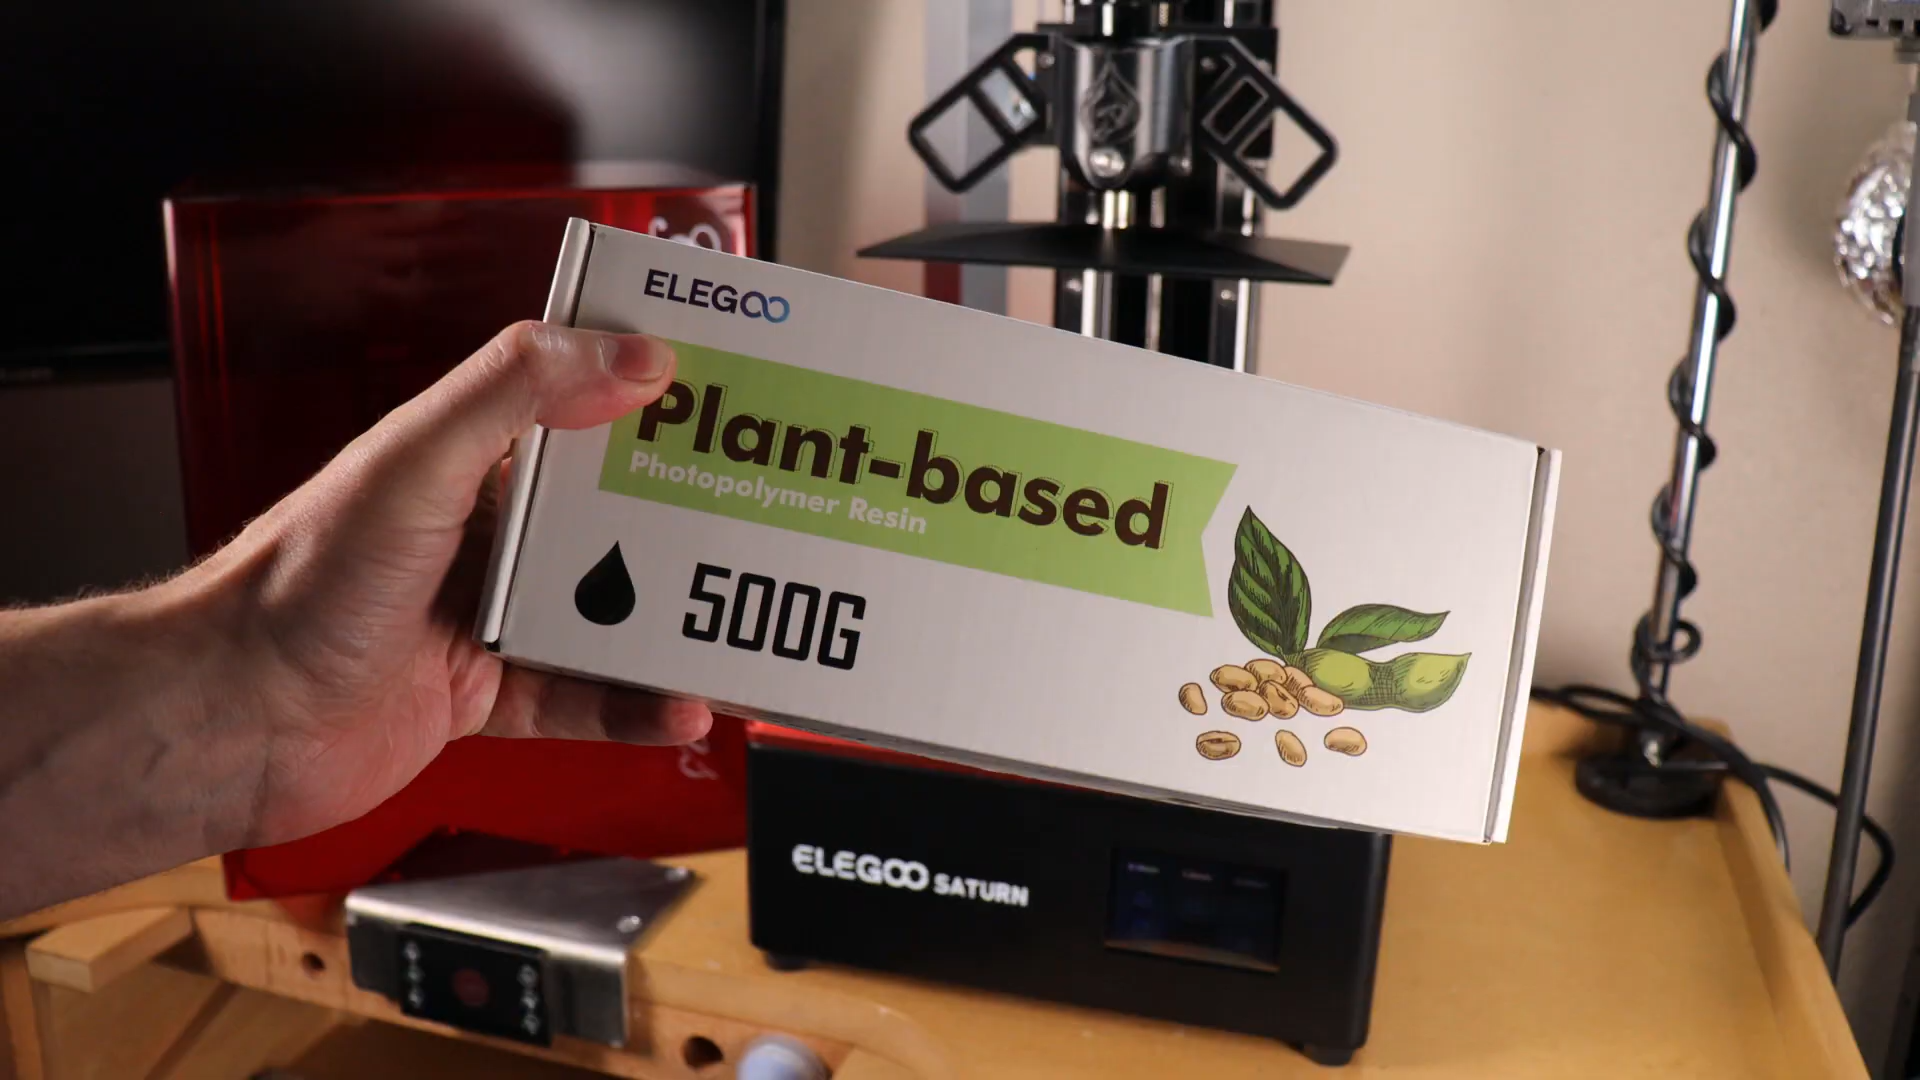 ELEGOO
Plant-based
Photopolymer Resin
500G
ELEGOO SATURN